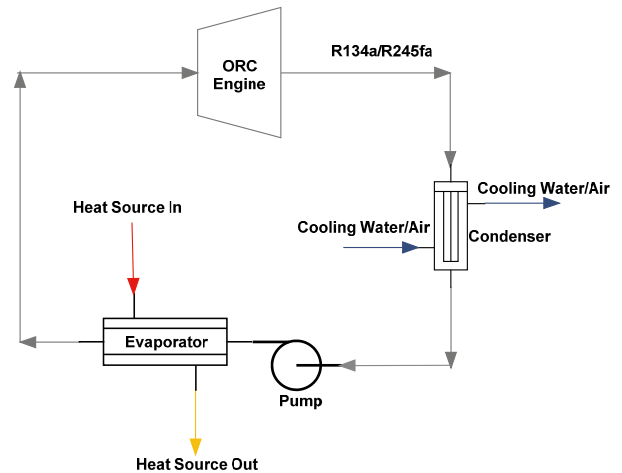 R134a/R245fa
ORC
Engine
Cooling Water/Air
Heat Source In
Cooling Water/Air
Condenser
Evaporator
Pump
Heat Source Out